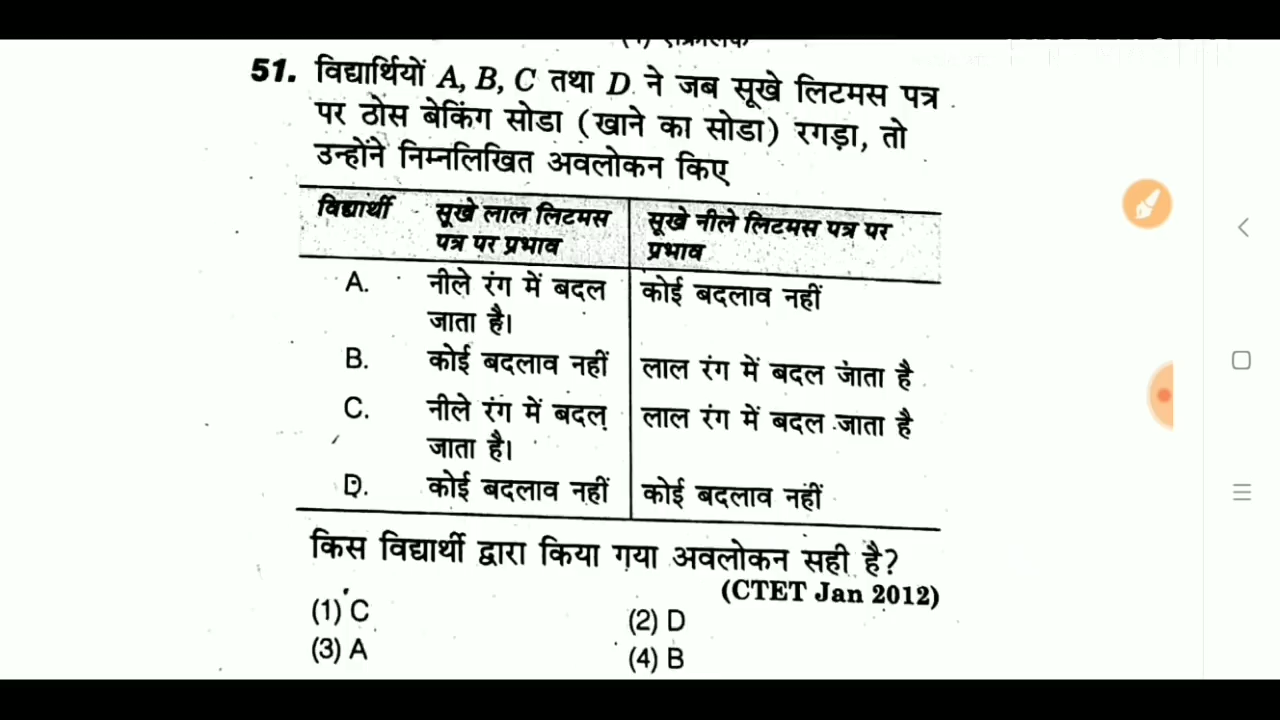 51. विद्यार्थियों A, B, C तथा D ने जब सूखे लिटमस पत्र
पर ठोस बेकिंग सोडा (खाने का सोडा) रगड़ा, तो
उन्होंने निम्नलिखित अवलोकन किए
विद्यार्थी सूखे लाल लिटमस पत्र पर प्रभाव सूखे नीले लिटमस पत्र पर प्रभाव
A. नीले रंग में बदल जाता है। कोई बदलाव नहीं
B. कोई बदलाव नहीं लाल रंग में बदल जाता है
C. नीले रंग में बदल जाता है। लाल रंग में बदल जाता है
D. कोई बदलाव नहीं कोई बदलाव नहीं
किस विद्यार्थी द्वारा किया गया अवलोकन सही है?
(CTET Jan 2012)
(1) C (2) D
(3) A (4) B